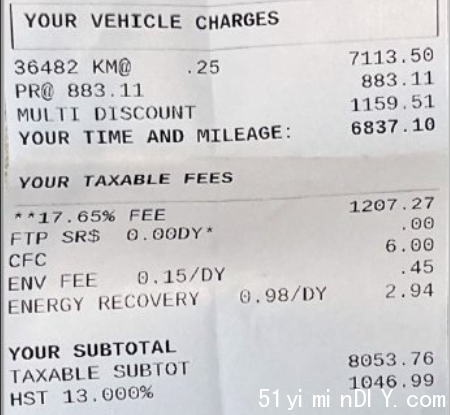 YOUR VEHICLE CHARGES
36482 KM@ .25 7113.50
PR@ 883.11 883.11
MULTI DISCOUNT 1159.51
YOUR TIME AND MILEAGE: 6837.10
YOUR TAXABLE FEES
**17.65% FEE 1207.27
FTP SR$ 0.00DY* .00
CFC 6.00
ENV FEE 0.15/DY .45
ENERGY RECOVERY 0.98/DY 2.94
YOUR SUBTOTAL
TAXABLE SUBTOT 8053.76
HST 13.000% 1046.99
51yiminDIY.com